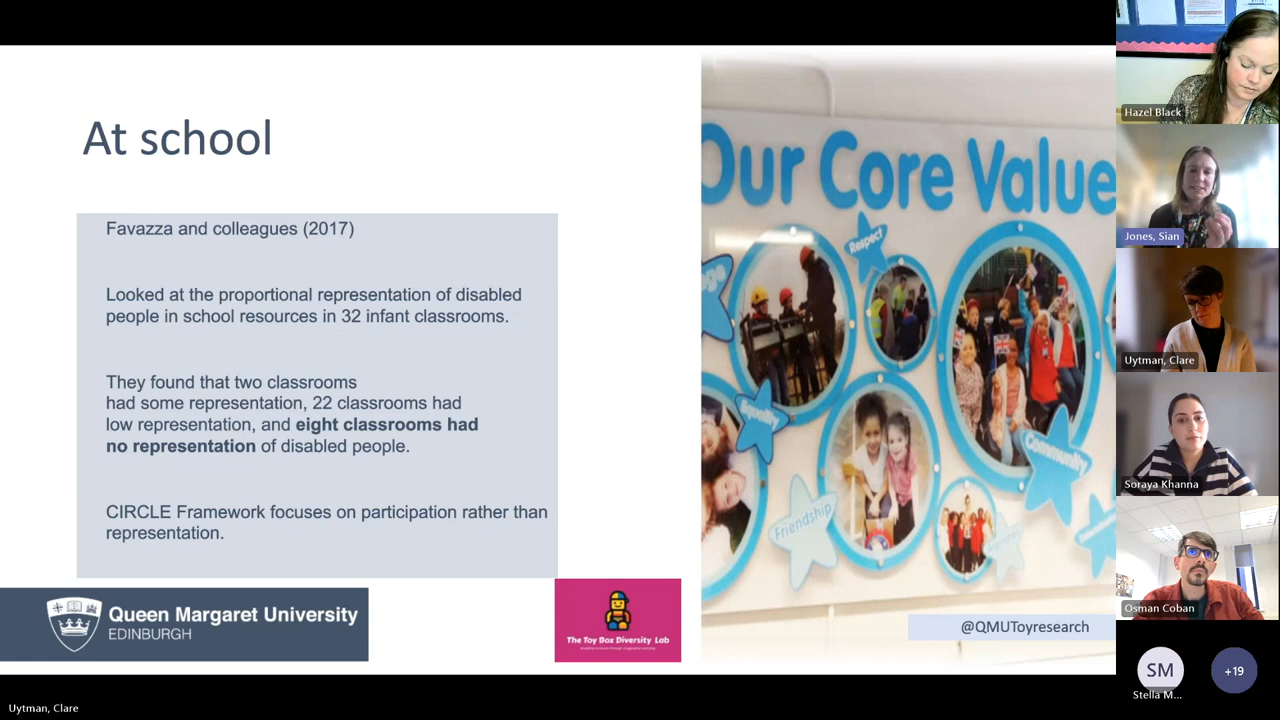 At school
Favazza and colleagues (2017)
Looked at the proportional representation of disabled
people in school resources in 32 infant classrooms.
They found that two classrooms
had some representation, 22 classrooms had
low representation, and eight classrooms had
no representation of disabled people.
CIRCLE Framework focuses on participation rather than
representation.
Queen Margaret University
EDINBURGH
The Toy Box Diversity Lab
Our Core Value
Respect
Equality
Community
Friendship
@QMUToyresearch
Hazel Black
Jones, Sian
Uytman, Clare
Soraya Khanna
Osman Coban
SM
+19
Stella M...
Uytman, Clare